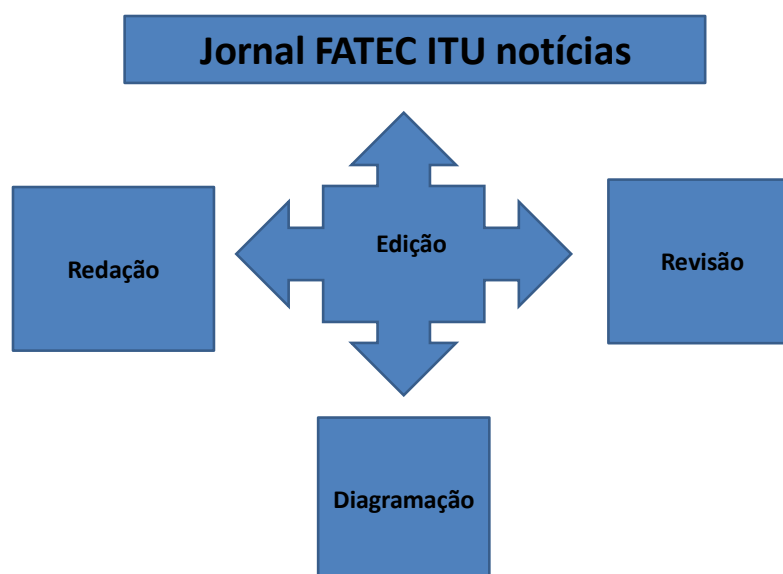 Jornal FATEC ITU notícias
Edição
Redação
Revisão
Diagramação